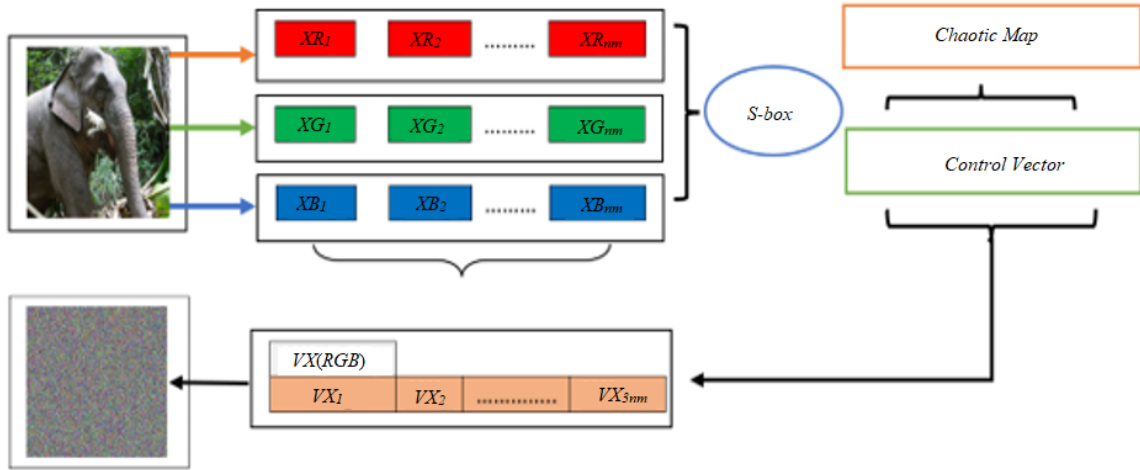 XR1 XR2 ......... XRnm
Chaotic Map
XG1 XG2 ......... XGnm
S-box
Control Vector
XB1 XB2 ......... XBnm
VX(RGB)
VX1 VX2 .............. VX3nm